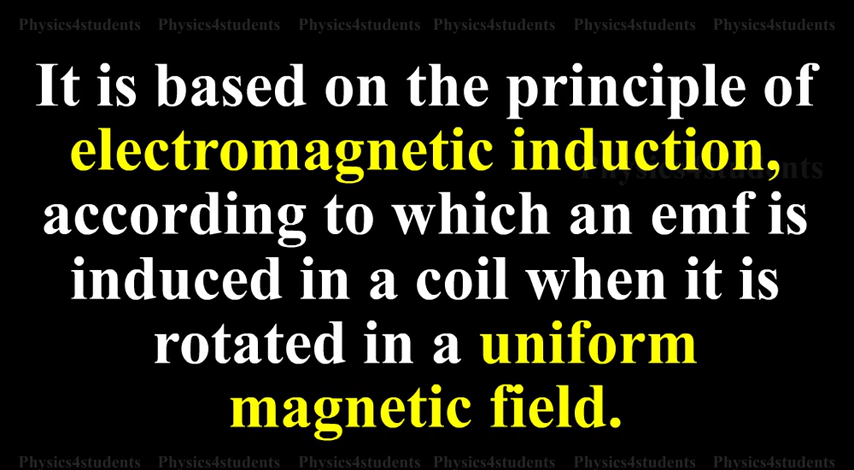 Physics4students Physics4students Physics4students Physics4students Physics4students Physics4students
It is based on the principle of
electromagnetic induction,
Physics4students
according to which an emf is
induced in a coil when it is
rotated in a uniform
magnetic field.
Physics4students Physics4students Physics4students Physics4students Physics4students Physics4students